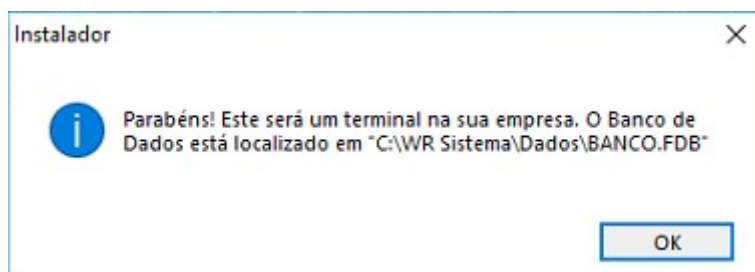 Instalador
Parabéns! Este será um terminal na sua empresa. O Banco de
Dados está localizado em "C:\WR Sistema\Dados\BANCO.FDB"
OK